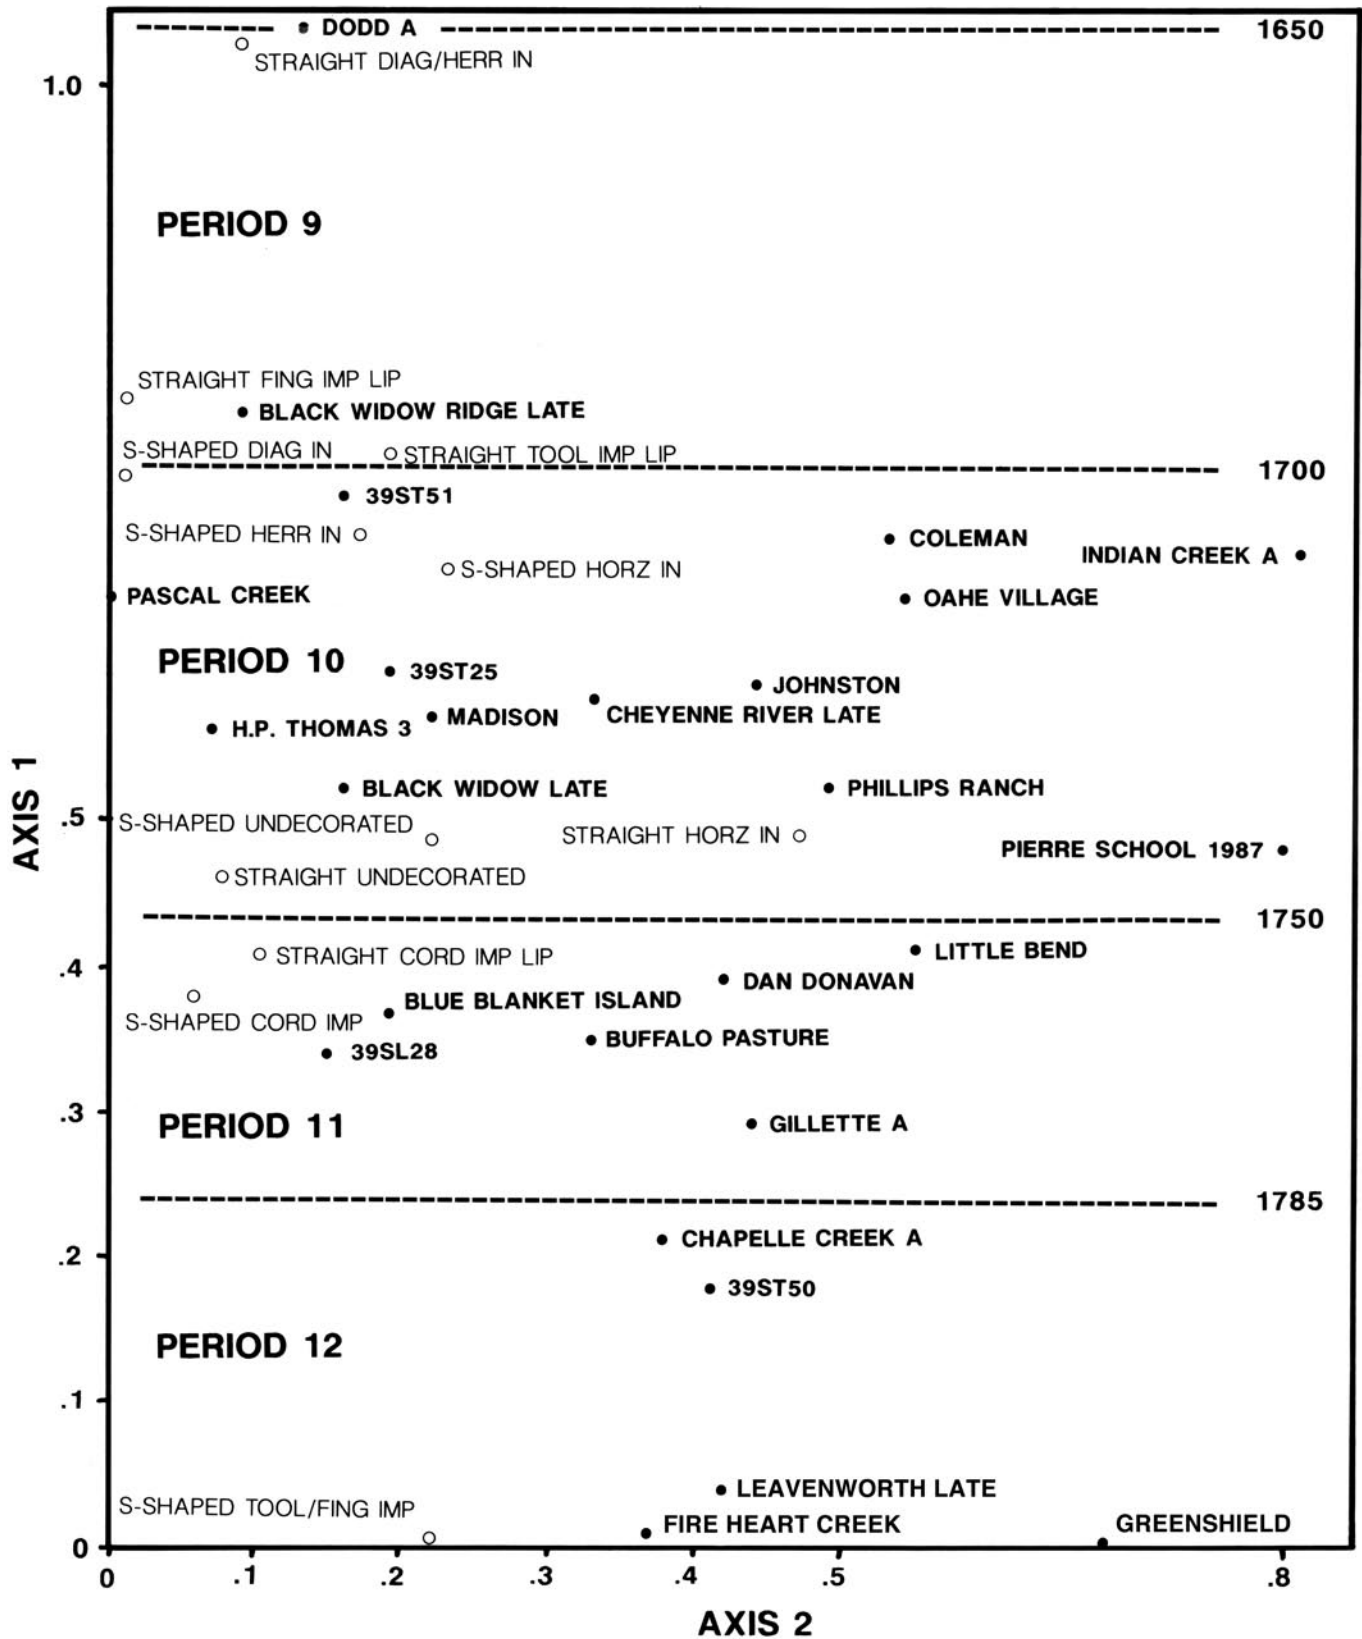 DODD A
1650
STRAIGHT DIAG/HERR IN
1.0
PERIOD 9
STRAIGHT FING IMP LIP
BLACK WIDOW RIDGE LATE
S-SHAPED DIAG IN
STRAIGHT TOOL IMP LIP
1700
39ST51
S-SHAPED HERR IN
COLEMAN
INDIAN CREEK A
S-SHAPED HORZ IN
PASCAL CREEK
OAHE VILLAGE
PERIOD 10
39ST25
JOHNSTON
MADISON
CHEYENNE RIVER LATE
H.P. THOMAS 3
BLACK WIDOW LATE
PHILLIPS RANCH
AXIS 1
.5
S-SHAPED UNDECORATED
STRAIGHT HORZ IN
PIERRE SCHOOL 1987
STRAIGHT UNDECORATED
1750
STRAIGHT CORD IMP LIP
LITTLE BEND
.4
DAN DONAVAN
BLUE BLANKET ISLAND
S-SHAPED CORD IMP
BUFFALO PASTURE
39SL28
.3
PERIOD 11
GILLETTE A
1785
CHAPELLE CREEK A
.2
39ST50
PERIOD 12
.1
LEAVENWORTH LATE
S-SHAPED TOOL/FING IMP
FIRE HEART CREEK
GREENSHIELD
0
0 .1 .2 .3 .4 .5 .8
AXIS 2